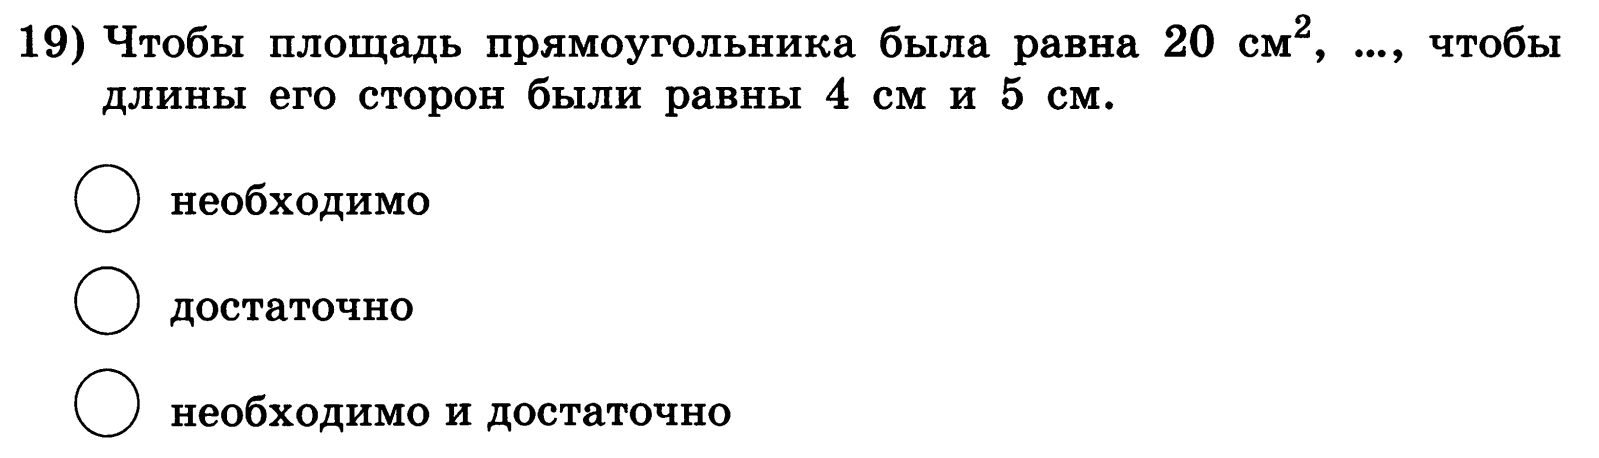 19) Чтобы площадь прямоугольника была равна 20 см², ..., чтобы
длины его сторон были равны 4 см и 5 см.
необходимо
достаточно
необходимо и достаточно